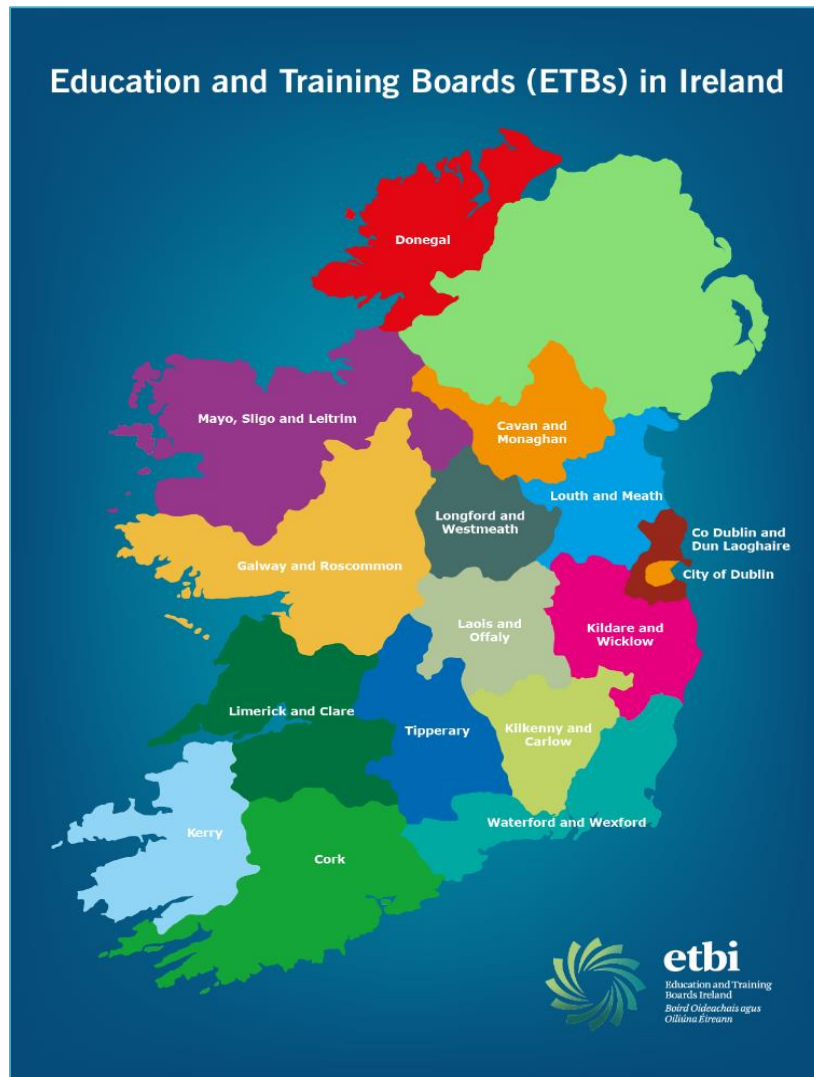 Education and Training Boards (ETBs) in Ireland
Donegal
Mayo, Sligo and Leitrim
Cavan and
Monaghan
Louth and Meath
Longford and
Westmeath
Co Dublin and
Dun Laoghaire
City of Dublin
Galway and Roscommon
Laois and
Offaly
Kildare and
Wicklow
Limerick and Clare
Tipperary
Kilkenny and
Carlow
Waterford and Wexford
Kerry
Cork
etbi
Education and Training
Boards Ireland
Boird Oideachais agus
Oiliúna Éireann